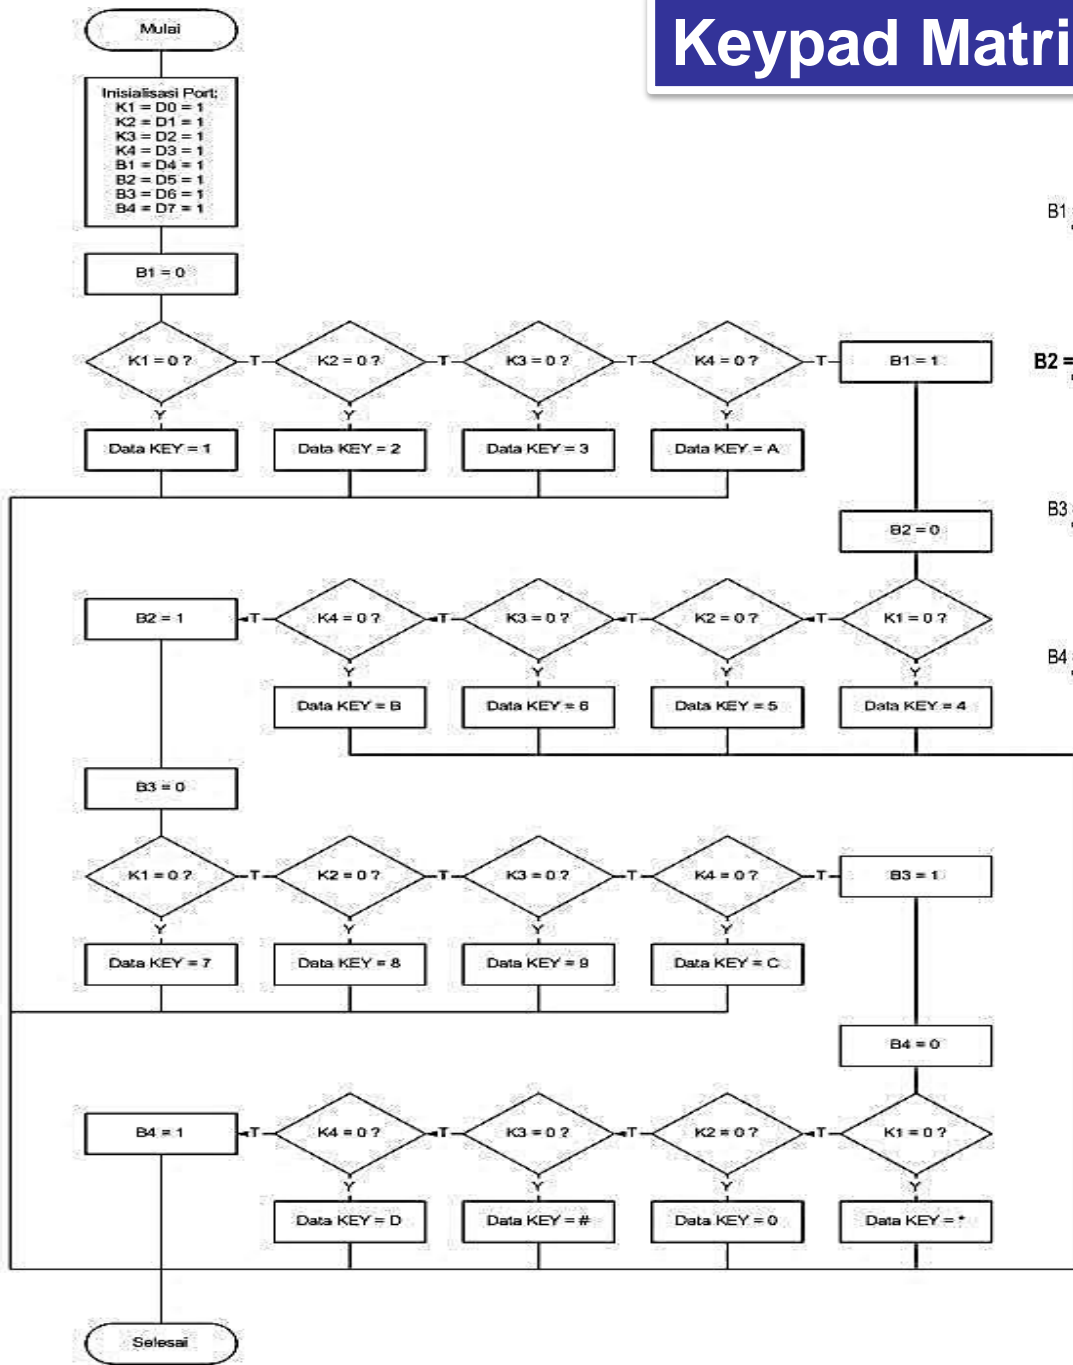 Keypad Matri
Mulai
Inisialisasi Port:
K1 = D0 = 1
K2 = D1 = 1
K3 = D2 = 1
K4 = D3 = 1
B1 = D4 = 1
B2 = D5 = 1
B3 = D6 = 1
B4 = D7 = 1
B1
B1 = 0
K1 = 0 ?
T
K2 = 0 ?
T
K3 = 0 ?
T
K4 = 0 ?
T
B1 = 1
B2 =
Y
Y
Y
Y
Data KEY = 1
Data KEY = 2
Data KEY = 3
Data KEY = A
B3
B2 = 0
B2 = 1
T
K4 = 0 ?
T
K3 = 0 ?
T
K2 = 0 ?
T
K1 = 0 ?
B4
Y
Y
Y
Y
Data KEY = B
Data KEY = 6
Data KEY = 5
Data KEY = 4
B3 = 0
K1 = 0 ?
T
K2 = 0 ?
T
K3 = 0 ?
T
K4 = 0 ?
T
B3 = 1
Y
Y
Y
Y
Data KEY = 7
Data KEY = 8
Data KEY = 9
Data KEY = C
B4 = 0
B4 = 1
T
K4 = 0 ?
T
K3 = 0 ?
T
K2 = 0 ?
T
K1 = 0 ?
Y
Y
Y
Y
Data KEY = D
Data KEY = #
Data KEY = 0
Data KEY = *
Selesai